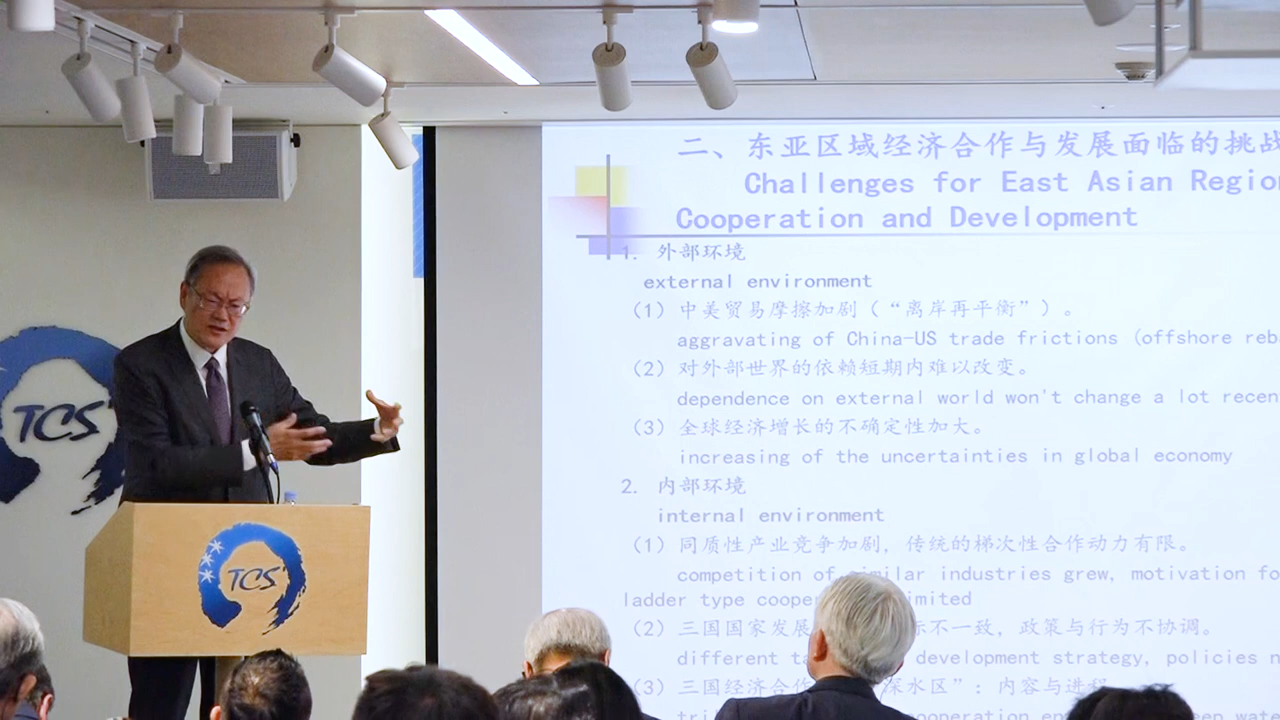 TCS
TCS
二、东亚区域经济合作与发展面临的挑战
Challenges for East Asian
Cooperation and Development
1. 外部环境
external environment
（1）中美贸易摩擦加剧（“离岸再平衡”）。
aggravating of China-US trade frictions (offshore
（2）对外部世界的依赖短期内难以改变。
dependence on external world won't change a lot
（3）全球经济增长的不确定性加大。
increasing of the uncertainties in global economy
2. 内部环境
internal environment
（1）同质性产业竞争加剧，传统的梯次性合作动力有限。
competition of similar industries grew, motivation
ladder type
（2）三国国家发展 不一致，政策与行为不协调。
different development strategy, policies
（3）三国经济合作 深水区”：内容与进程
cooperation